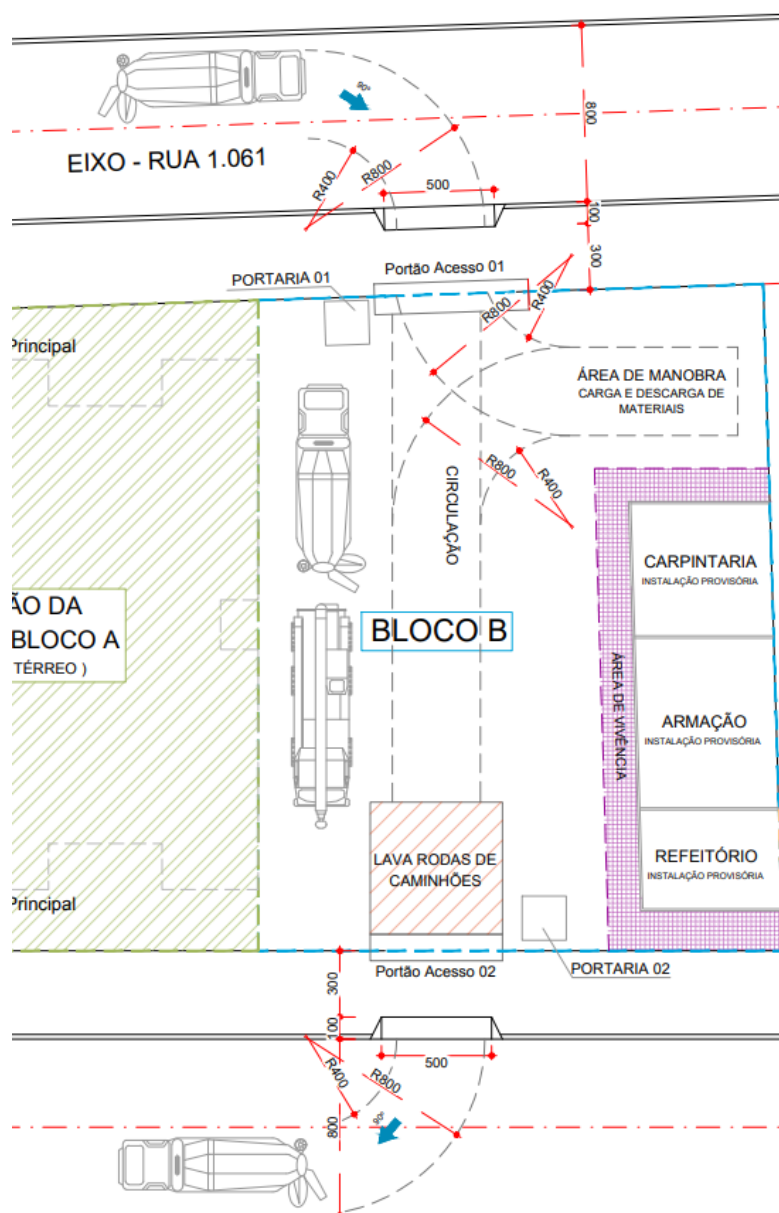 90°
800
EIXO - RUA 1.061
R400
R800
500
100
300
PORTARIA 01
Portão Acesso 01
R800
R400
Principal
ÁREA DE MANOBRA
CARGA E DESCARGA DE
MATERIAIS
R800
R400
CIRCULAÇÃO
CARPINTARIA
INSTALAÇÃO PROVISÓRIA
ÃO DA
BLOCO A
TÉRREO )
BLOCO B
ÁREA DE VIVÊNCIA
ARMAÇÃO
INSTALAÇÃO PROVISÓRIA
LAVA RODAS DE
CAMINHÕES
REFEITÓRIO
INSTALAÇÃO PROVISÓRIA
Principal
Portão Acesso 02
PORTARIA 02
300
100
500
R400
R800
90°
800